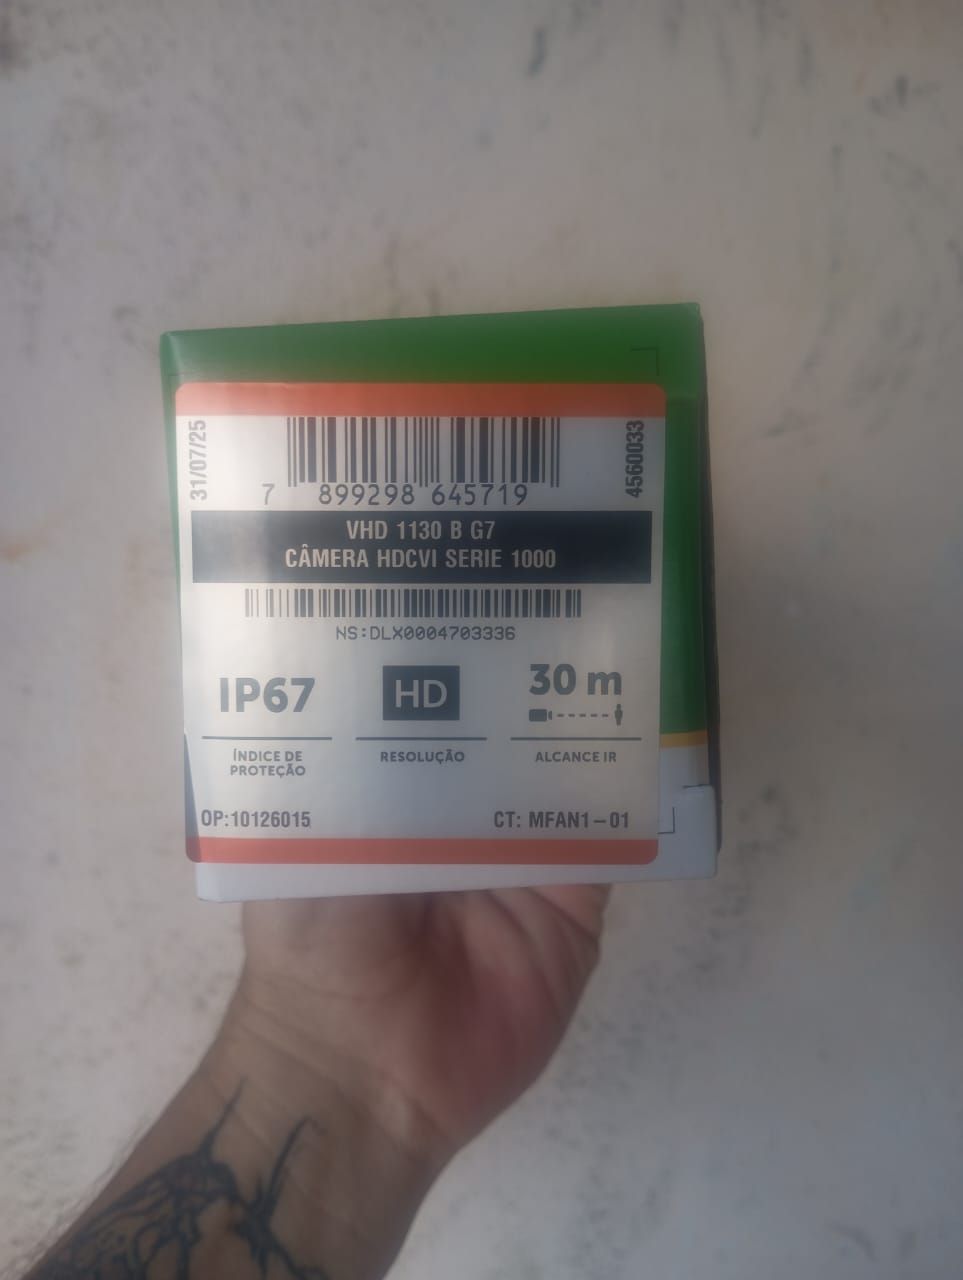 31/07/25
4560033
7 899298 645719
VHD 1130 B G7
CÂMERA HDCVI SERIE 1000
NS:DLX0004703336
IP67
HD
30 m
ÍNDICE DE
PROTEÇÃO
RESOLUÇÃO
ALCANCE IR
OP:10126015
CT: MFAN1-01